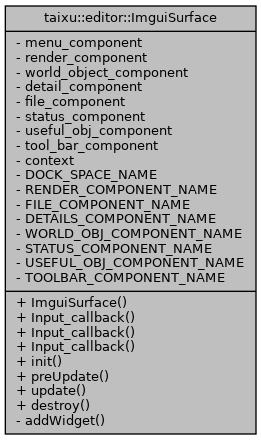 taixu::editor::ImguiSurface
- menu_component
- render_component
- world_object_component
- detail_component
- file_component
- status_component
- useful_obj_component
- tool_bar_component
- context
- DOCK_SPACE_NAME
- RENDER_COMPONENT_NAME
- FILE_COMPONENT_NAME
- DETAILS_COMPONENT_NAME
- WORLD_OBJ_COMPONENT_NAME
- STATUS_COMPONENT_NAME
- USEFUL_OBJ_COMPONENT_NAME
- TOOLBAR_COMPONENT_NAME
+ ImguiSurface()
+ Input_callback()
+ Input_callback()
+ Input_callback()
+ init()
+ preUpdate()
+ update()
+ destroy()
- addWidget()